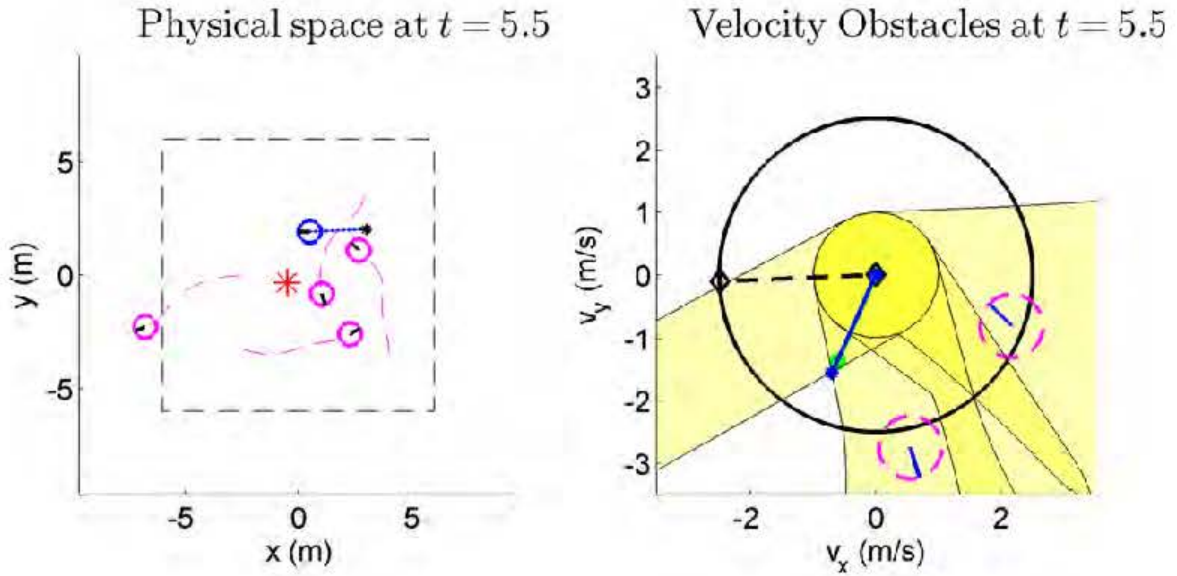 Physical space at t = 5.5
5
0
-5
-5 0 5
x (m)
y (m)
Velocity Obstacles at t = 5.5
3
2
1
0
-1
-2
-3
-2 0 2
v_x (m/s)
v_y (m/s)